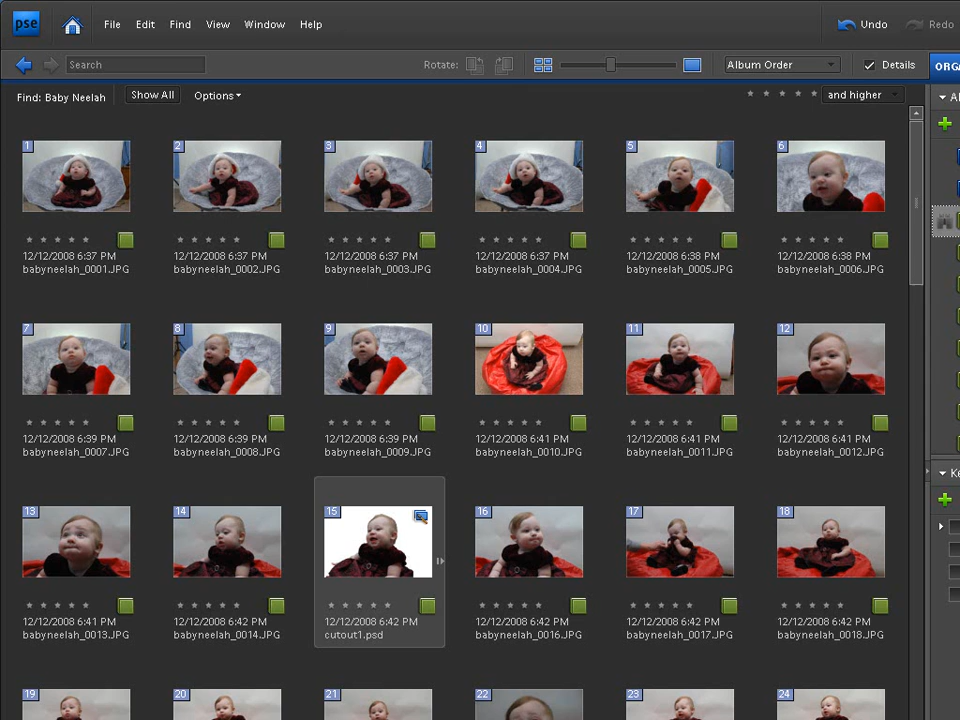 pse File Edit Find View Window Help Undo Redo
Search Rotate: Album Order Details ORG
Find: Baby Neelah Show All Options and higher
1 2 3 4 5 6
12/12/2008 6:37 PM 12/12/2008 6:37 PM 12/12/2008 6:37 PM 12/12/2008 6:37 PM 12/12/2008 6:38 PM 12/12/2008 6:38 PM
babyneelah_0001.JPG babyneelah_0002.JPG babyneelah_0003.JPG babyneelah_0004.JPG babyneelah_0005.JPG babyneelah_0006.JPG
7 8 9 10 11 12
12/12/2008 6:39 PM 12/12/2008 6:39 PM 12/12/2008 6:39 PM 12/12/2008 6:41 PM 12/12/2008 6:41 PM 12/12/2008 6:41 PM
babyneelah_0007.JPG babyneelah_0008.JPG babyneelah_0009.JPG babyneelah_0010.JPG babyneelah_0011.JPG babyneelah_0012.JPG
13 14 15 16 17 18
12/12/2008 6:41 PM 12/12/2008 6:42 PM 12/12/2008 6:42 PM 12/12/2008 6:42 PM 12/12/2008 6:42 PM 12/12/2008 6:42 PM
babyneelah_0013.JPG babyneelah_0014.JPG cutout1.psd babyneelah_0016.JPG babyneelah_0017.JPG babyneelah_0018.JPG
19 20 21 22 23 24